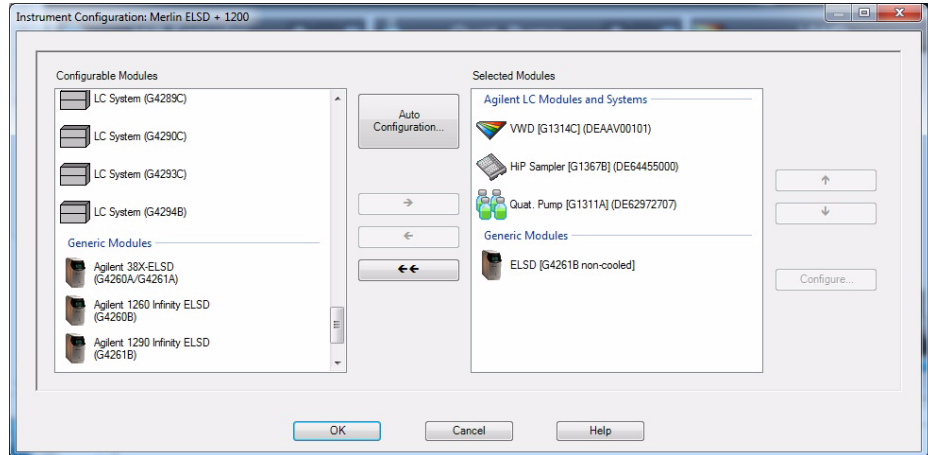 Instrument Configuration: Merlin ELSD + 1200
Configurable Modules
LC System (G4289C)
LC System (G4290C)
LC System (G4293C)
LC System (G4294B)
Generic Modules
Agilent 38X-ELSD
(G4260A/G4261A)
Agilent 1260 Infinity ELSD
(G4260B)
Agilent 1290 Infinity ELSD
(G4261B)
Auto
Configuration...
Selected Modules
Agilent LC Modules and Systems
VWD [G1314C] (DEAAV00101)
HiP Sampler [G1367B] (DE64455000)
Quat. Pump [G1311A] (DE62972707)
Generic Modules
ELSD [G4261B non-cooled]
Configure...
OK
Cancel
Help